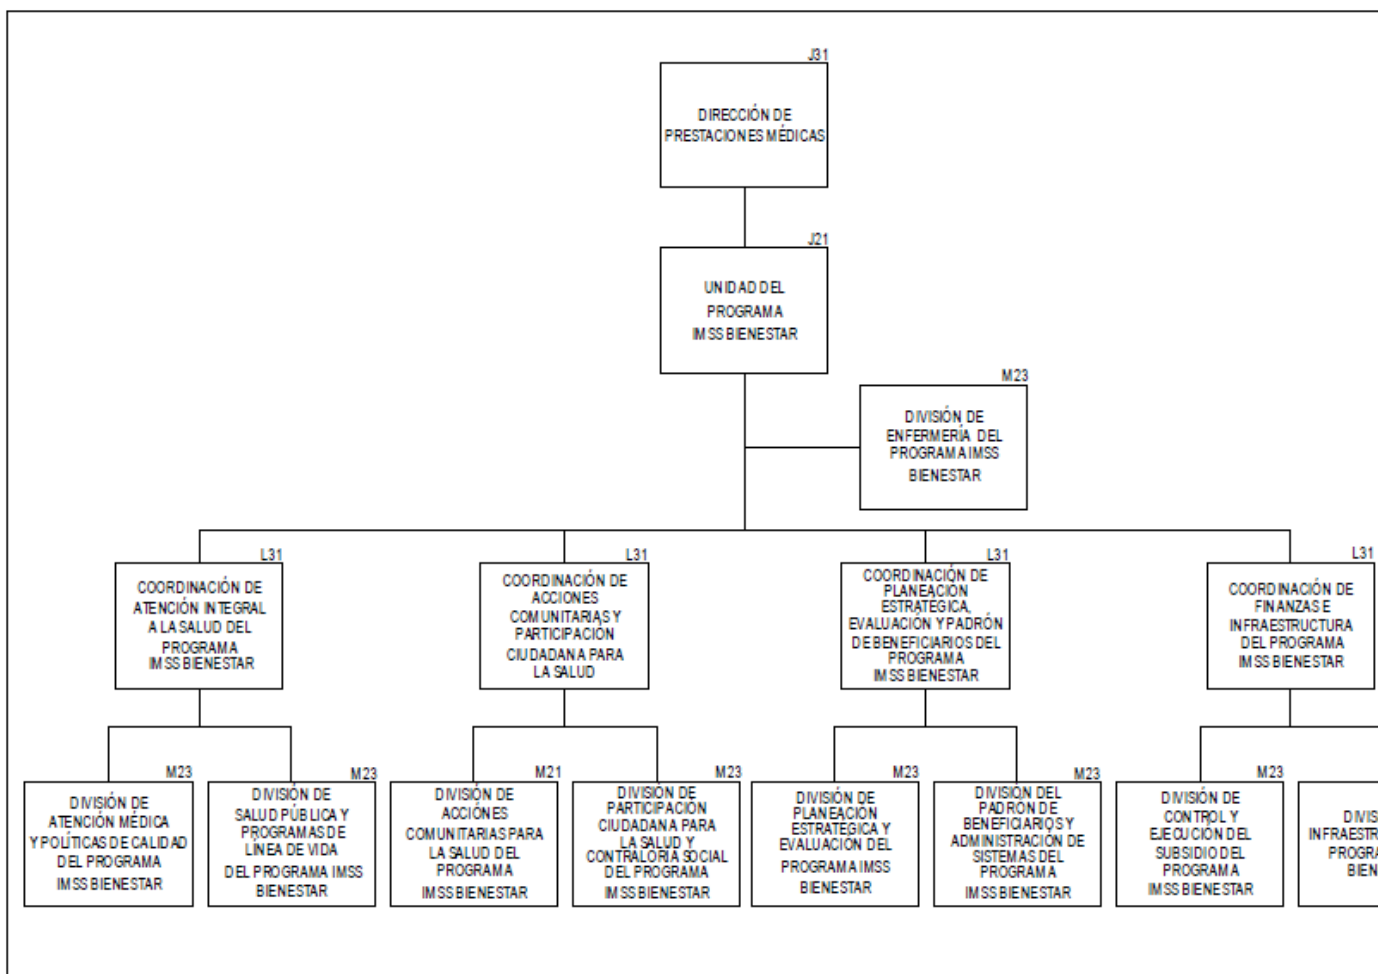 J31
DIRECCIÓN DE
PRESTACIONES MÉDICAS
J21
UNIDAD DEL
PROGRAMA
IMSS BIENESTAR
M23
DIVISIÓN DE
ENFERMERÍA DEL
PROGRAMA IMSS
BIENESTAR
L31
COORDINACIÓN DE
ATENCIÓN INTEGRAL
A LA SALUD DEL
PROGRAMA
IMSS BIENESTAR
L31
COORDINACIÓN DE
ACCIONES
COMUNITARIAS Y
PARTICIPACIÓN
CIUDADANA PARA
LA SALUD
L31
COORDINACIÓN DE
PLANEACIÓN
ESTRATÉGICA,
EVALUACIÓN Y PADRÓN
DE BENEFICIARIOS DEL
PROGRAMA
IMSS BIENESTAR
L31
COORDINACIÓN DE
FINANZAS E
INFRAESTRUCTURA
DEL PROGRAMA
IMSS BIENESTAR
M23
DIVISIÓN DE
ATENCIÓN MÉDICA
Y POLÍTICAS DE CALIDAD
DEL PROGRAMA
IMSS BIENESTAR
M23
DIVISIÓN DE
SALUD PÚBLICA Y
PROGRAMAS DE
LÍNEA DE VIDA
DEL PROGRAMA IMSS
BIENESTAR
M21
DIVISIÓN DE
ACCIÓNES
COMUNITARIAS PARA
LA SALUD DEL
PROGRAMA
IMSS BIENESTAR
M23
DIVISIÓN DE
PARTICIPACIÓN
CIUDADANA PARA
LA SALUD Y
CONTRALORÍA SOCIAL
DEL PROGRAMA
IMSS BIENESTAR
M23
DIVISIÓN DE
PLANEACIÓN
ESTRATÉGICA Y
EVALUACIÓN DEL
PROGRAMA IMSS
BIENESTAR
M23
DIVISIÓN DEL
PADRÓN DE
BENEFICIARIOS Y
ADMINISTRACIÓN DE
SISTEMAS DEL
PROGRAMA
IMSS BIENESTAR
M23
DIVISIÓN DE
CONTROL Y
EJECUCIÓN DEL
SUBSIDIO DEL
PROGRAMA
IMSS BIENESTAR